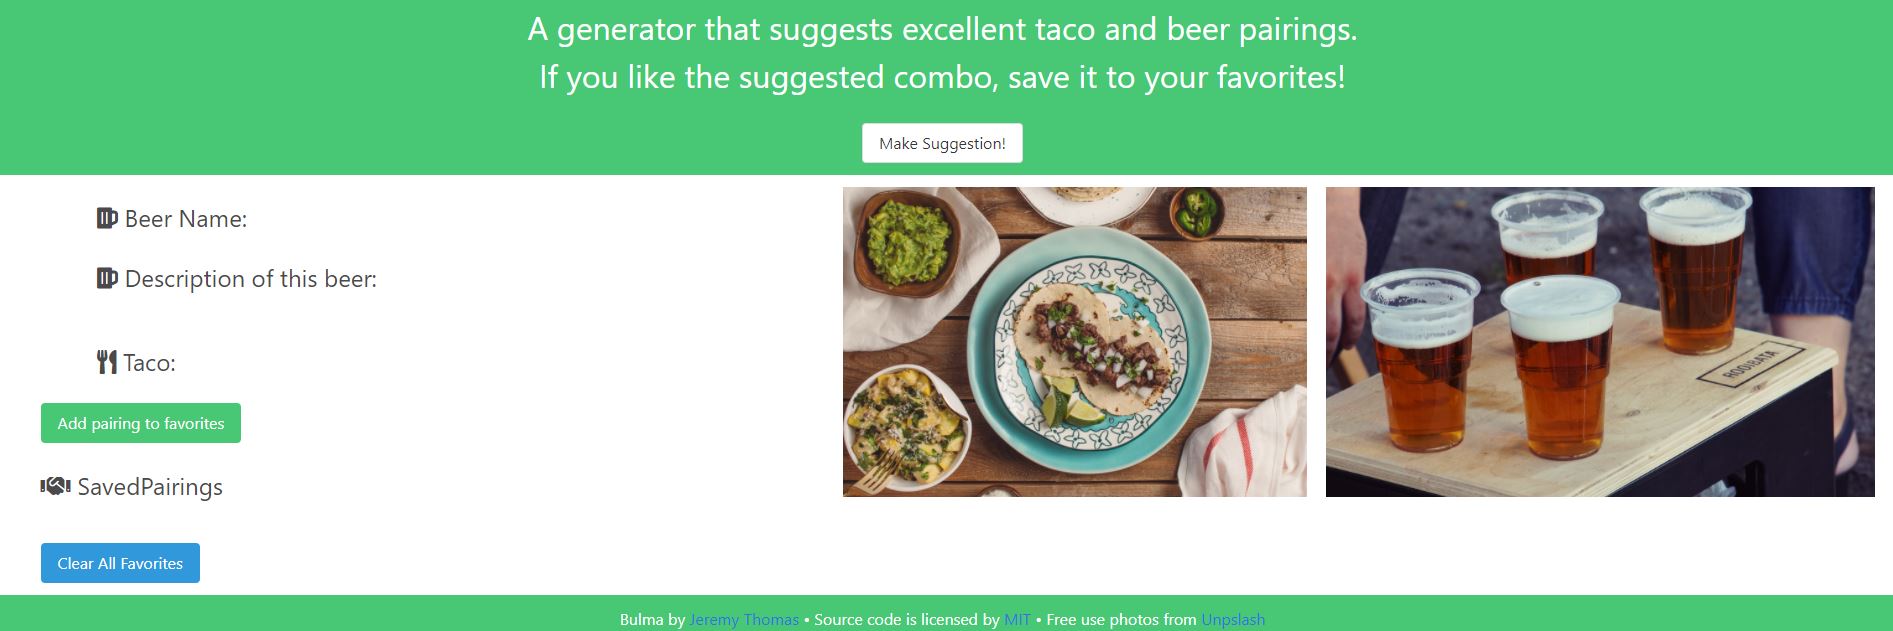 A generator that suggests excellent taco and beer pairings.
If you like the suggested combo, save it to your favorites!
Make Suggestion!
Beer Name:
Description of this beer:
Taco:
Add pairing to favorites
SavedPairings
Clear All Favorites
ROOIBATA
Bulma by Jeremy Thomas • Source code is licensed by MIT • Free use photos from Unpslash